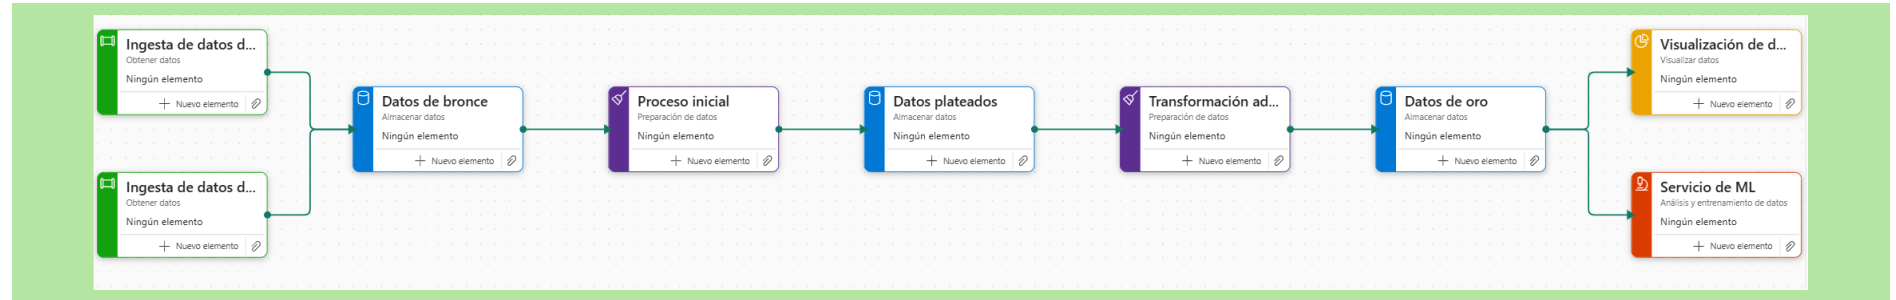 Ingesta de datos d...
Obtener datos
Ningún elemento
Nuevo elemento
Ingesta de datos d...
Obtener datos
Ningún elemento
Nuevo elemento
Datos de bronce
Almacenar datos
Ningún elemento
Nuevo elemento
Proceso inicial
Preparación de datos
Ningún elemento
Nuevo elemento
Datos plateados
Almacenar datos
Ningún elemento
Nuevo elemento
Transformación ad...
Preparación de datos
Ningún elemento
Nuevo elemento
Datos de oro
Almacenar datos
Ningún elemento
Nuevo elemento
Visualización de d...
Visualizar datos
Ningún elemento
Nuevo elemento
Servicio de ML
Análisis y entrenamiento de datos
Ningún elemento
Nuevo elemento